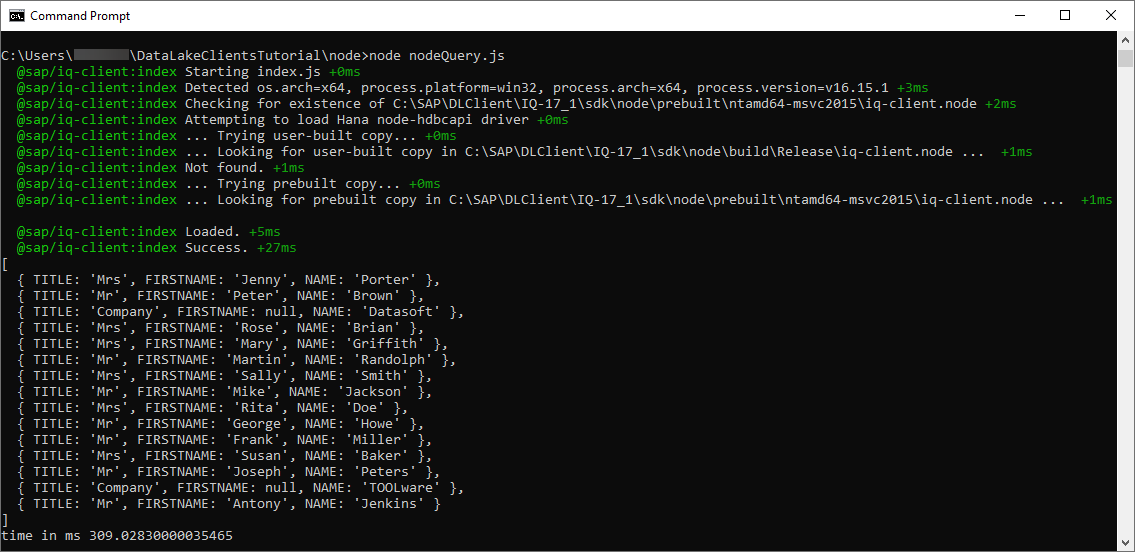 Command Prompt
C:\Users\ \DataLakeClientsTutorial\node>node nodeQuery.js
@sap/iq-client:index Starting index.js +0ms
@sap/iq-client:index Detected os.arch=x64, process.platform=win32, process.arch=x64, process.version=v16.15.1 +3ms
@sap/iq-client:index Checking for existence of C:\SAP\DLClient\IQ-17_1\sdk\node\prebuilt\ntamd64-msvc2015\iq-client.node +2ms
@sap/iq-client:index Attempting to load Hana node-hdbcapi driver +0ms
@sap/iq-client:index ... Trying user-built copy... +0ms
@sap/iq-client:index ... Looking for user-built copy in C:\SAP\DLClient\IQ-17_1\sdk\node\build\Release\iq-client.node ...  +1ms
@sap/iq-client:index Not found. +1ms
@sap/iq-client:index ... Trying prebuilt copy... +0ms
@sap/iq-client:index ... Looking for prebuilt copy in C:\SAP\DLClient\IQ-17_1\sdk\node\prebuilt\ntamd64-msvc2015\iq-client.node ...  +1ms
@sap/iq-client:index Loaded. +5ms
@sap/iq-client:index Success. +27ms
[
{ TITLE: 'Mrs', FIRSTNAME: 'Jenny', NAME: 'Porter' },
{ TITLE: 'Mr', FIRSTNAME: 'Peter', NAME: 'Brown' },
{ TITLE: 'Company', FIRSTNAME: null, NAME: 'Datasoft' },
{ TITLE: 'Mrs', FIRSTNAME: 'Rose', NAME: 'Brian' },
{ TITLE: 'Mrs', FIRSTNAME: 'Mary', NAME: 'Griffith' },
{ TITLE: 'Mr', FIRSTNAME: 'Martin', NAME: 'Randolph' },
{ TITLE: 'Mrs', FIRSTNAME: 'Sally', NAME: 'Smith' },
{ TITLE: 'Mr', FIRSTNAME: 'Mike', NAME: 'Jackson' },
{ TITLE: 'Mrs', FIRSTNAME: 'Rita', NAME: 'Doe' },
{ TITLE: 'Mr', FIRSTNAME: 'George', NAME: 'Howe' },
{ TITLE: 'Mr', FIRSTNAME: 'Frank', NAME: 'Miller' },
{ TITLE: 'Mrs', FIRSTNAME: 'Susan', NAME: 'Baker' },
{ TITLE: 'Mr', FIRSTNAME: 'Joseph', NAME: 'Peters' },
{ TITLE: 'Company', FIRSTNAME: null, NAME: 'TOOLware' },
{ TITLE: 'Mr', FIRSTNAME: 'Antony', NAME: 'Jenkins' }
]
time in ms 309.02830000035465